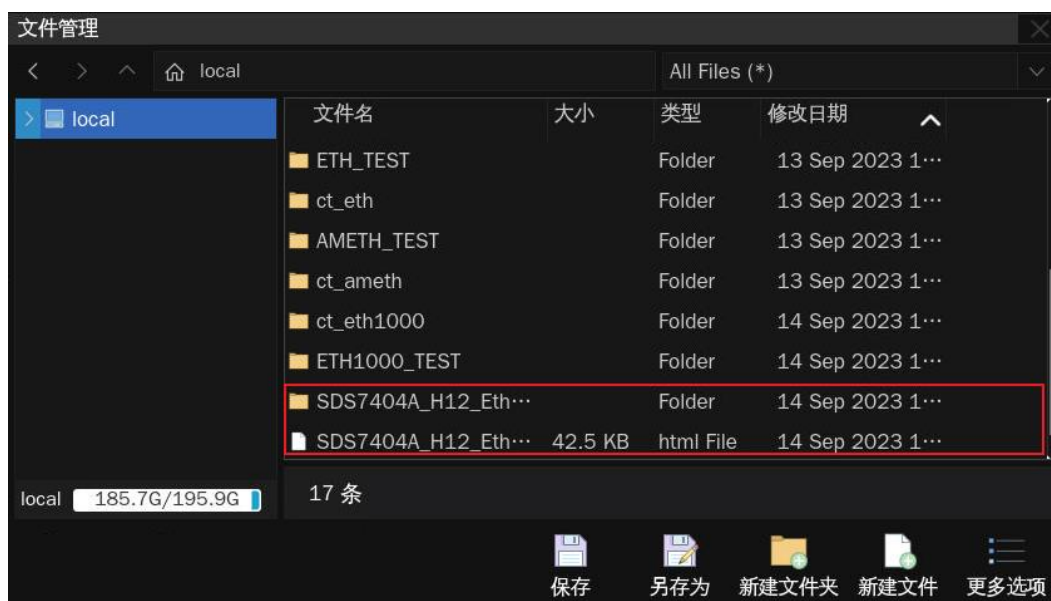 文件管理
local
All Files (*)
local
文件名 大小 类型 修改日期
ETH_TEST Folder 13 Sep 2023 1···
ct_eth Folder 13 Sep 2023 1···
AMETH_TEST Folder 13 Sep 2023 1···
ct_ameth Folder 13 Sep 2023 1···
ct_eth1000 Folder 14 Sep 2023 1···
ETH1000_TEST Folder 14 Sep 2023 1···
SDS7404A_H12_Eth··· Folder 14 Sep 2023 1···
SDS7404A_H12_Eth··· 42.5 KB html File 14 Sep 2023 1···
local 185.7G/195.9G 17 条
保存 另存为 新建文件夹 新建文件 更多选项